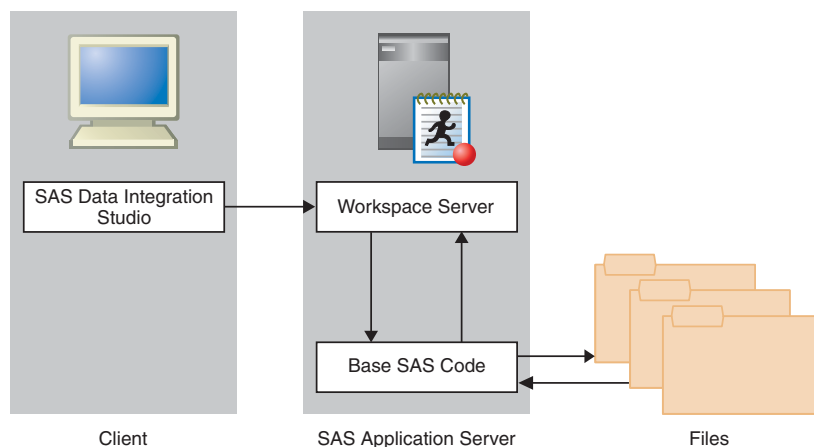 SAS Data Integration
Studio
Workspace Server
Base SAS Code
Client
SAS Application Server
Files